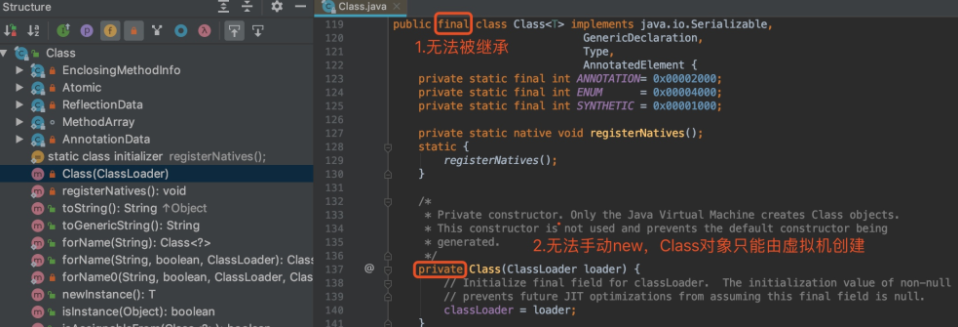 Structure
Class.java
Class
EnclosingMethodInfo
Atomic
ReflectionData
MethodArray
AnnotationData
static class initializer registerNatives();
Class(ClassLoader)
registerNatives(): void
toString(): String ↑Object
toGenericString(): String
forName(String): Class<?>
forName(String, boolean, ClassLoader): Class
forName0(String, boolean, ClassLoader, Class
newInstance(): T
isInstance(Object): boolean
119 public final class Class<T> implements java.io.Serializable,
120 GenericDeclaration,
1.无法被继承
121 Type,
122 AnnotatedElement {
123 private static final int ANNOTATION= 0x00002000;
124 private static final int ENUM = 0x00004000;
125 private static final int SYNTHETIC = 0x00001000;
126
127 private static native void registerNatives();
128 static {
129 registerNatives();
130 }
131
132 /*
133 * Private constructor. Only the Java Virtual Machine creates Class objects.
134 * This constructor is not used and prevents the default constructor being
135 * generated.
2.无法手动new，Class对象只能由虚拟机创建
136 */
137 @ private Class(ClassLoader loader) {
138 // Initialize final field for classLoader. The initialization value of non-null
139 // prevents future JIT optimizations from assuming this final field is null.
140 classLoader = loader;
141 }